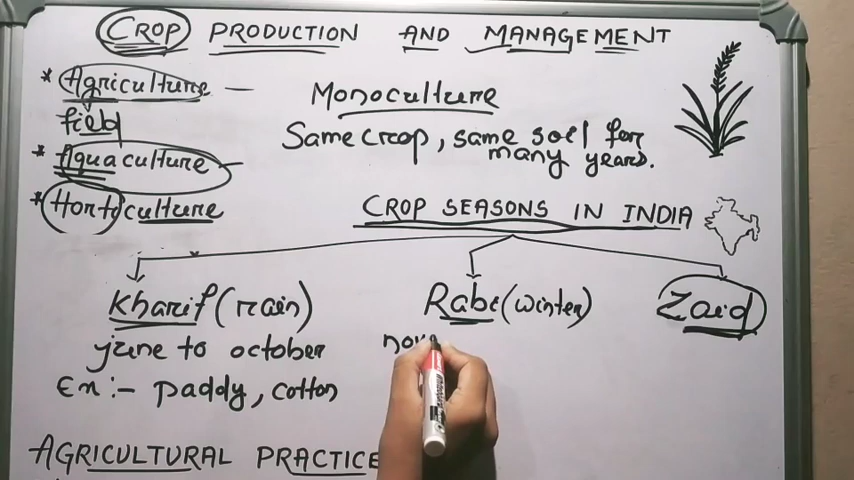 CROP PRODUCTION AND MANAGEMENT
* Agriculture —
field
* Aquaculture —
* Horticulture
Monoculture
Same crop, same soil for
many years.
CROP SEASONS IN INDIA
Kharif (rain)
june to october
Ex:- paddy, cotton
Rabi (winter)
nov
Zaid
AGRICULTURAL PRACTICE